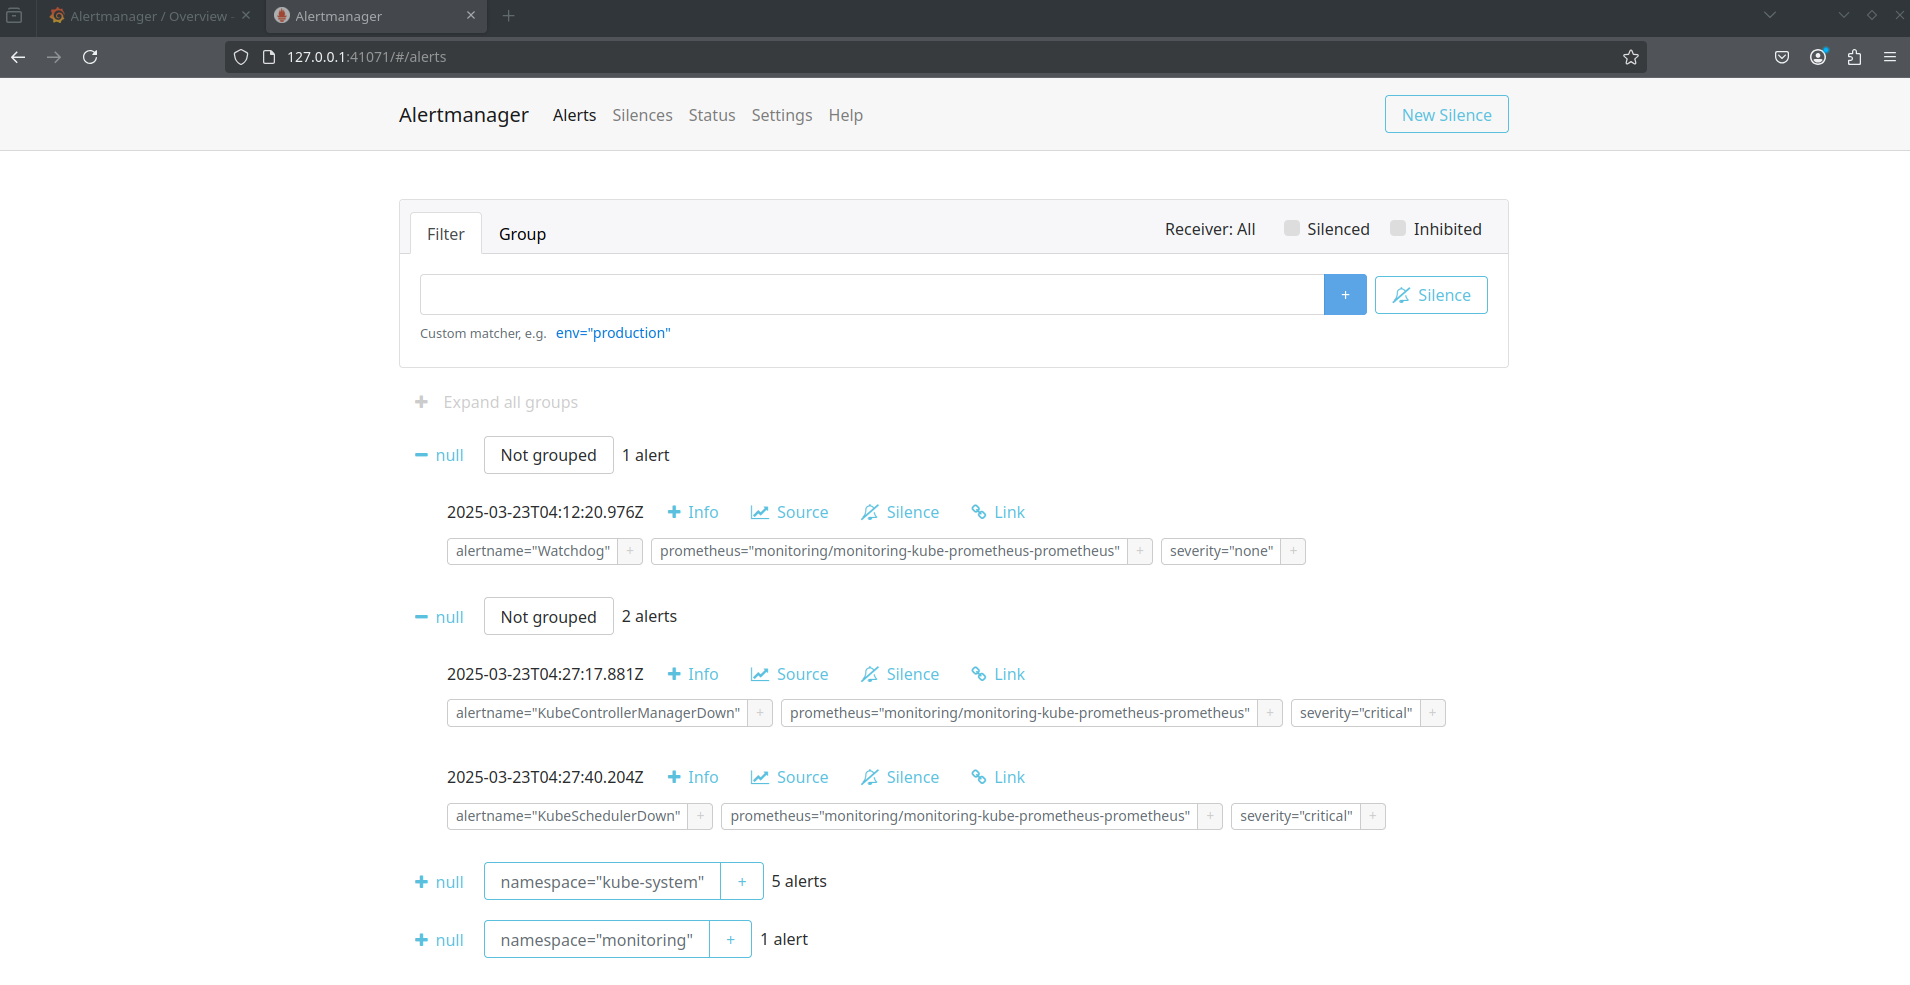 Alertmanager / Overview -
Alertmanager
127.0.0.1:41071/#/alerts
Alertmanager Alerts Silences Status Settings Help New Silence
Filter Group Receiver: All Silenced Inhibited
+ Silence
Custom matcher, e.g. env="production"
+ Expand all groups
− null Not grouped 1 alert
2025-03-23T04:12:20.976Z + Info Source Silence Link
alertname="Watchdog" + prometheus="monitoring/monitoring-kube-prometheus-prometheus" + severity="none" +
− null Not grouped 2 alerts
2025-03-23T04:27:17.881Z + Info Source Silence Link
alertname="KubeControllerManagerDown" + prometheus="monitoring/monitoring-kube-prometheus-prometheus" + severity="critical" +
2025-03-23T04:27:40.204Z + Info Source Silence Link
alertname="KubeSchedulerDown" + prometheus="monitoring/monitoring-kube-prometheus-prometheus" + severity="critical" +
+ null namespace="kube-system" + 5 alerts
+ null namespace="monitoring" + 1 alert